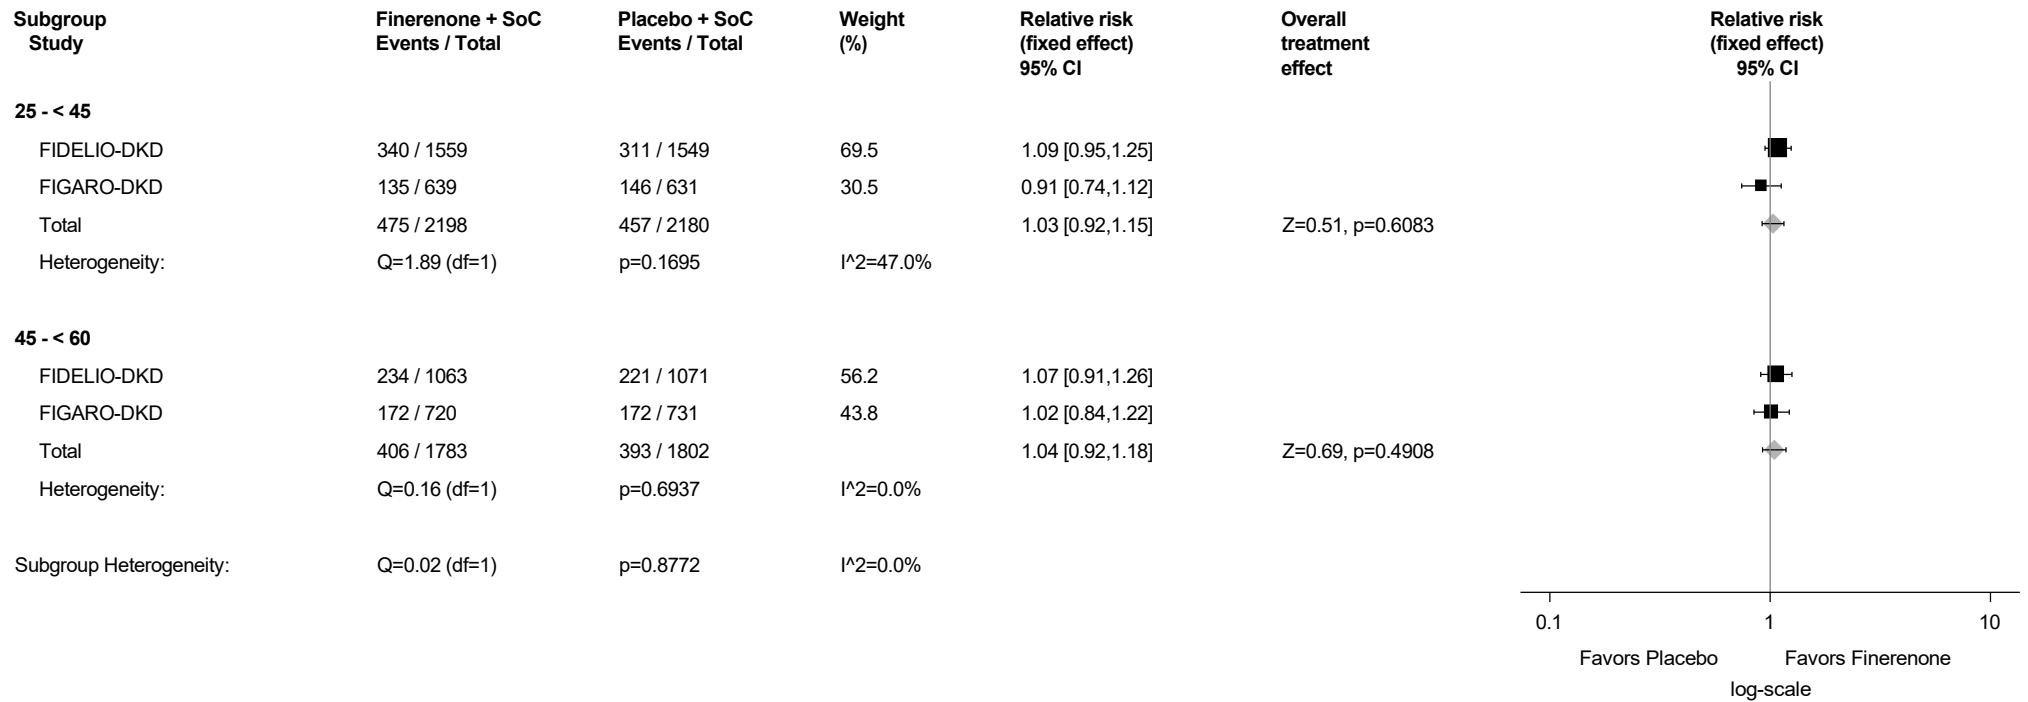 Subgroup Finerenone + SoC Placebo + SoC Weight Relative risk Overall Relative risk
Study Events / Total Events / Total (%) (fixed effect) treatment (fixed effect)
95% CI effect 95% CI
25 - < 45
FIDELIO-DKD 340 / 1559 311 / 1549 69.5 1.09 [0.95,1.25]
FIGARO-DKD 135 / 639 146 / 631 30.5 0.91 [0.74,1.12]
Total 475 / 2198 457 / 2180 1.03 [0.92,1.15] Z=0.51, p=0.6083
Heterogeneity: Q=1.89 (df=1) p=0.1695 I^2=47.0%
45 - < 60
FIDELIO-DKD 234 / 1063 221 / 1071 56.2 1.07 [0.91,1.26]
FIGARO-DKD 172 / 720 172 / 731 43.8 1.02 [0.84,1.22]
Total 406 / 1783 393 / 1802 1.04 [0.92,1.18] Z=0.69, p=0.4908
Heterogeneity: Q=0.16 (df=1) p=0.6937 I^2=0.0%
Subgroup Heterogeneity: Q=0.02 (df=1) p=0.8772 I^2=0.0%
0.1 1 10
Favors Placebo Favors Finerenone
log-scale